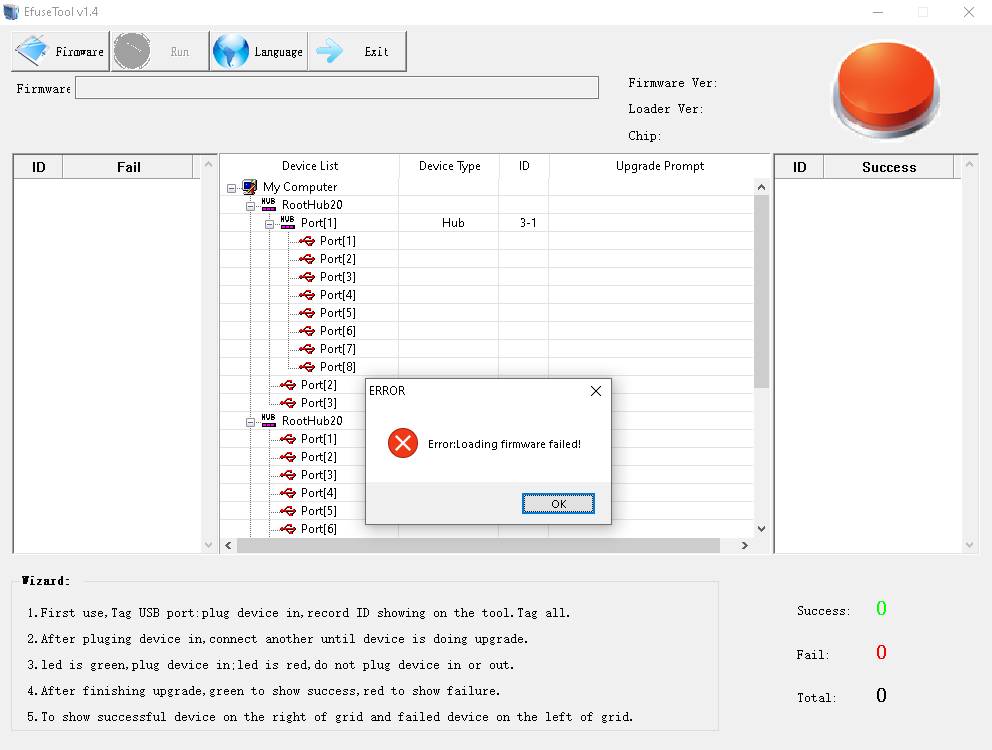 EfuseTool v1.4
Firmware Run Language Exit
Firmware
Firmware Ver:
Loader Ver:
Chip:
ID Fail
Device List Device Type ID Upgrade Prompt
ID Success
My Computer
HUB RootHub20
HUB Port[1] Hub 3-1
Port[1]
Port[2]
Port[3]
Port[4]
Port[5]
Port[6]
Port[7]
Port[8]
Port[2]
Port[3]
HUB RootHub20
Port[1]
Port[2]
Port[3]
Port[4]
Port[5]
Port[6]
ERROR
Error:Loading firmware failed!
OK
Wizard:
1.First use,Tag USB port:plug device in,record ID showing on the tool.Tag all.
2.After pluging device in,connect another until device is doing upgrade.
3.led is green,plug device in;led is red,do not plug device in or out.
4.After finishing upgrade,green to show success,red to show failure.
5.To show successful device on the right of grid and failed device on the left of grid.
Success: 0
Fail: 0
Total: 0